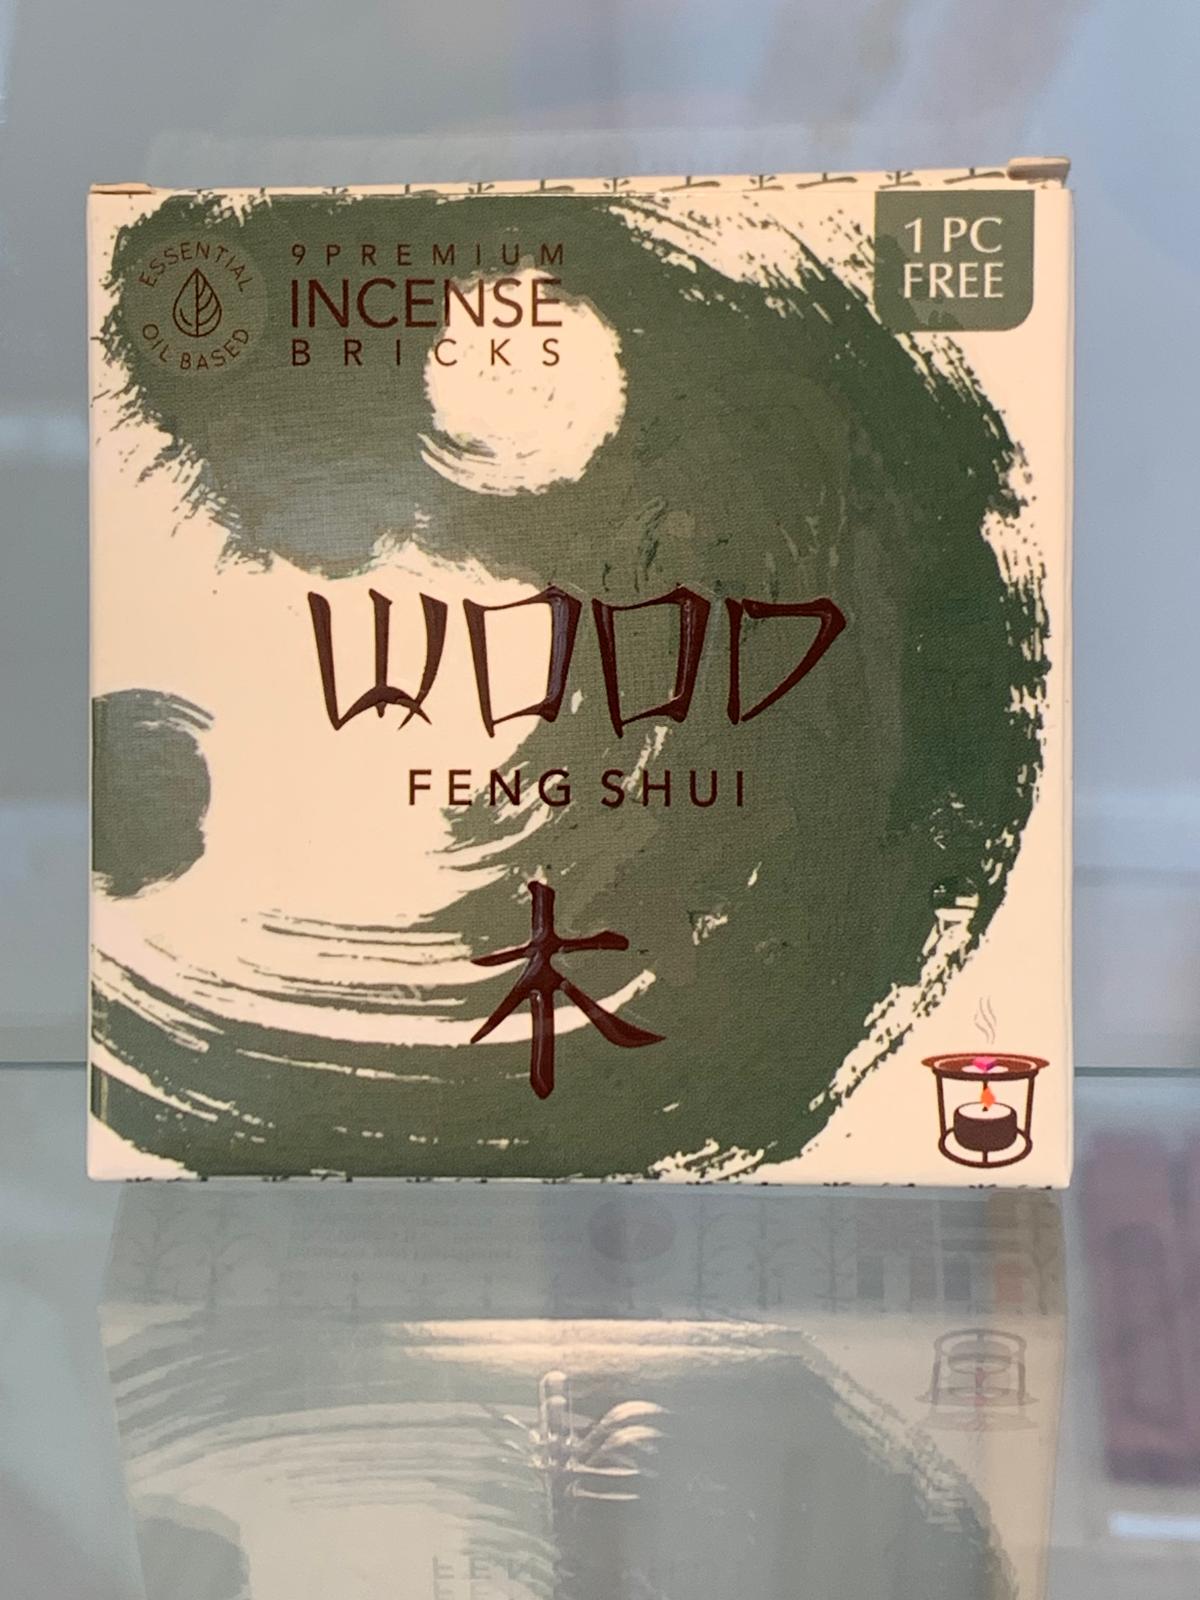 ESSENTIAL
OIL BASED
9 PREMIUM
INCENSE
BRICKS
1 PC
FREE
WOOD
FENG SHUI
木